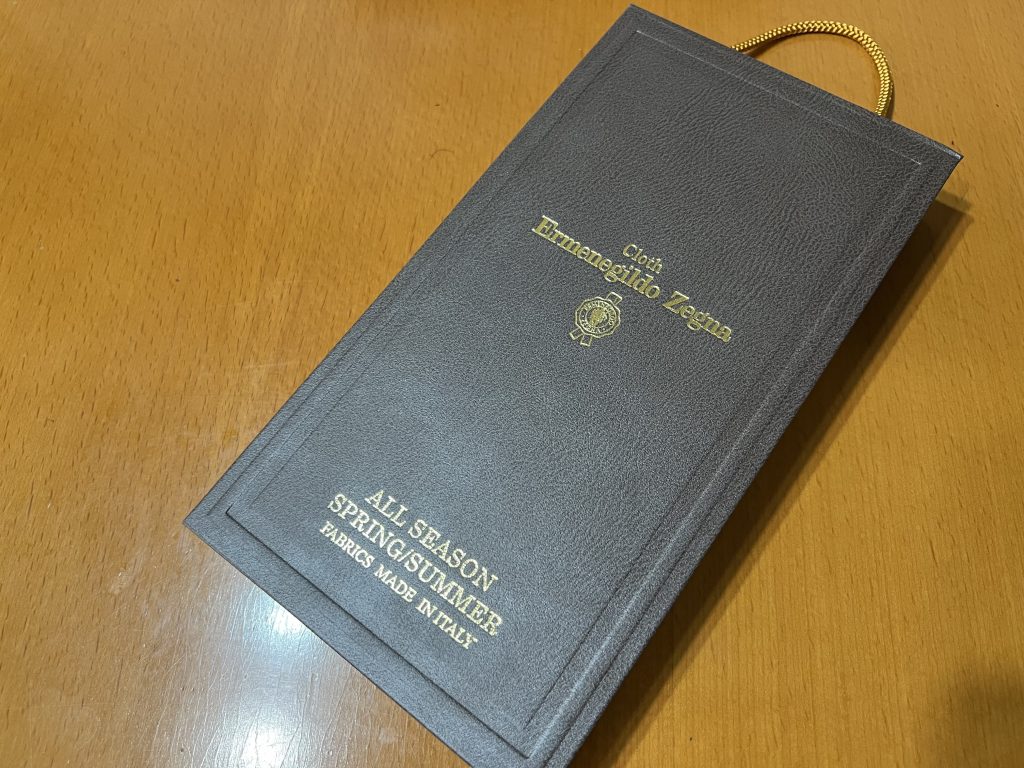 Cloth
Ermenegildo Zegna
ALL SEASON
SPRING/SUMMER
FABRICS MADE IN ITALY